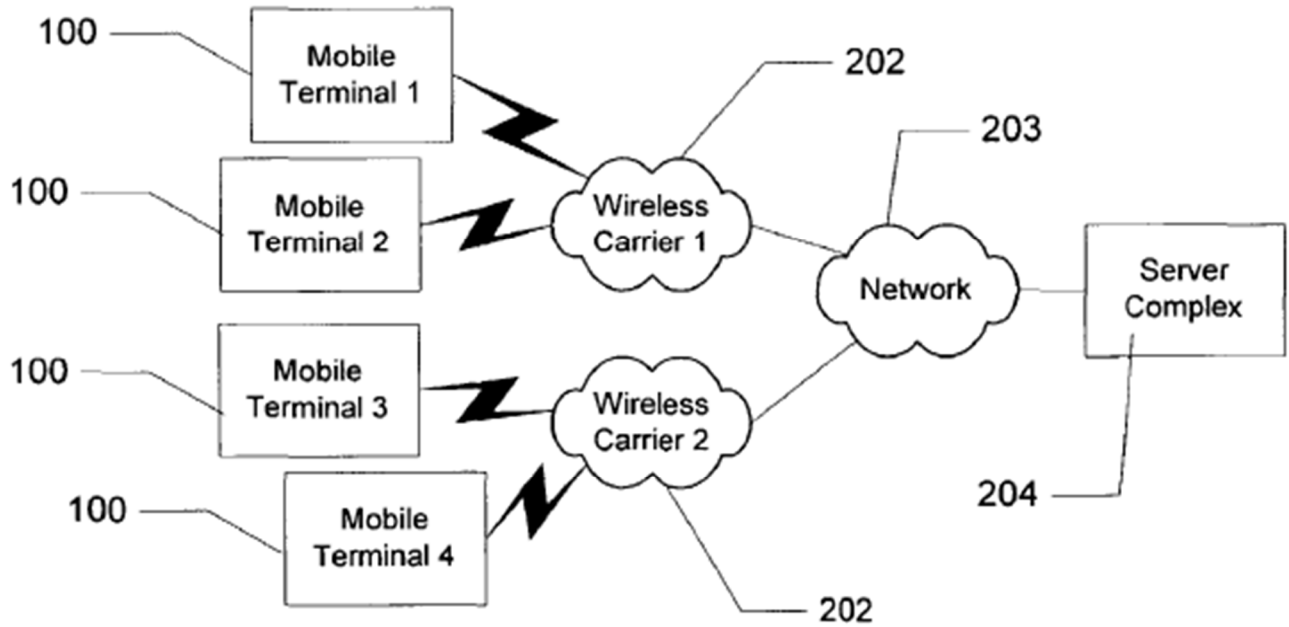 100
Mobile
Terminal 1
202
203
100
Mobile
Terminal 2
Wireless
Carrier 1
Network
Server
Complex
100
Mobile
Terminal 3
Wireless
Carrier 2
204
100
Mobile
Terminal 4
202